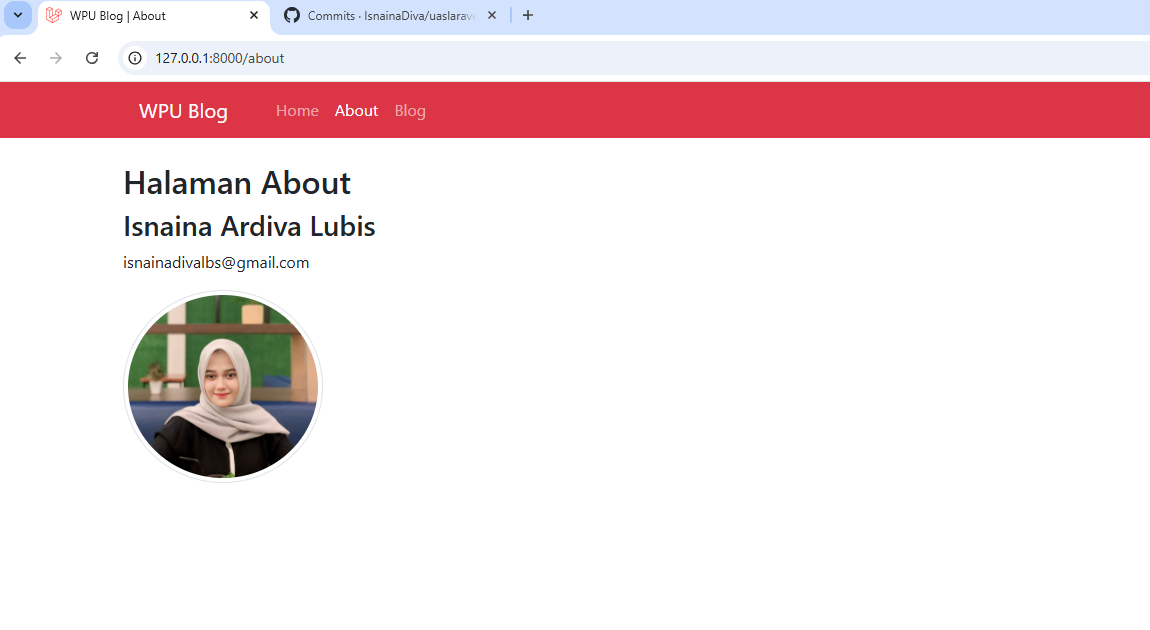 WPU Blog | About
Commits · IsnainaDiva/uaslarav
127.0.0.1:8000/about
WPU Blog Home About Blog
Halaman About
Isnaina Ardiva Lubis
isnainadivalbs@gmail.com